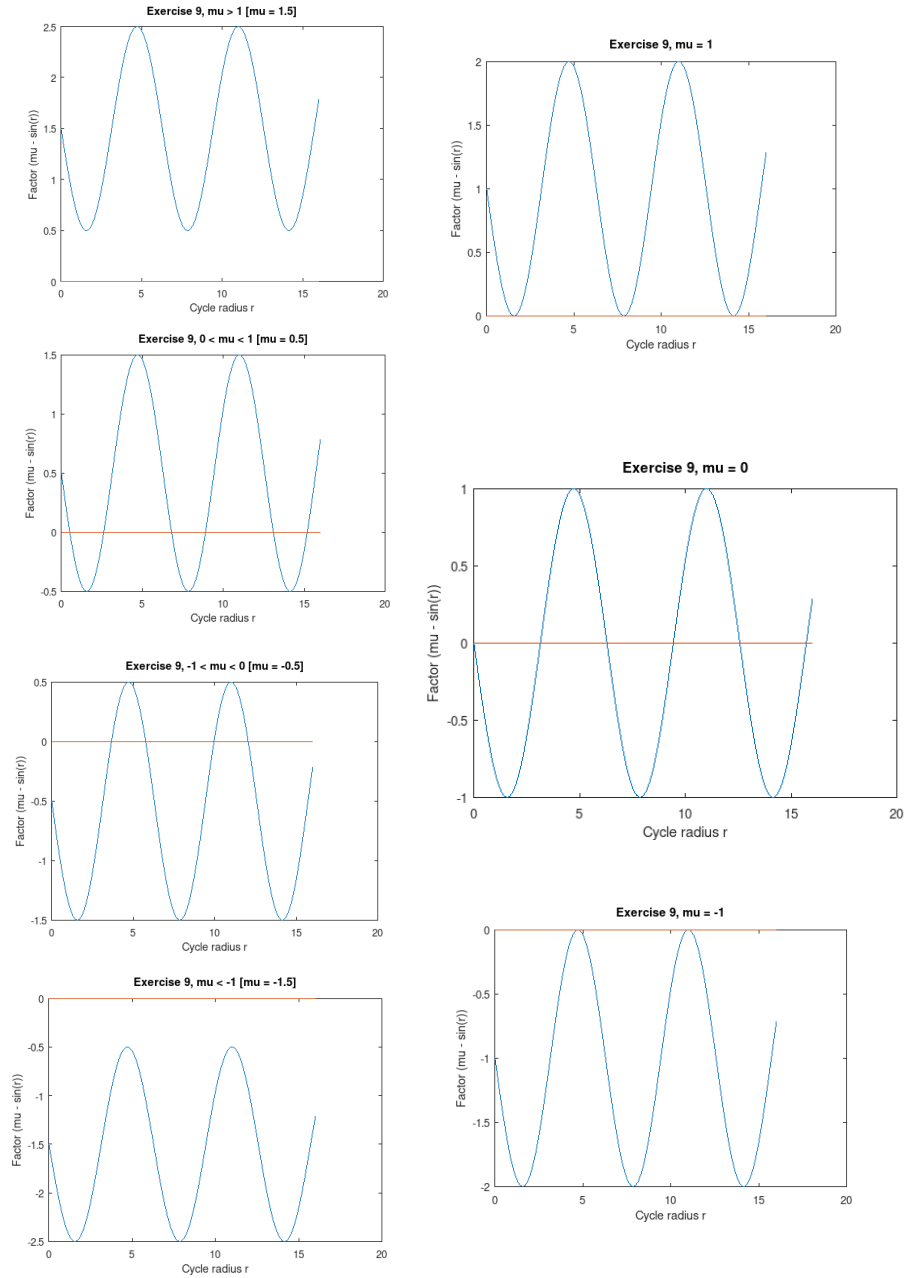 Exercise 9, mu > 1 [mu = 1.5]
2.5
2
1.5
1
0.5
0
Factor (mu - sin(r))
0 5 10 15 20
Cycle radius r
Exercise 9, mu = 1
2
1.5
1
0.5
0
Factor (mu - sin(r))
0 5 10 15 20
Cycle radius r
Exercise 9, 0 < mu < 1 [mu = 0.5]
1.5
1
0.5
0
-0.5
Factor (mu - sin(r))
0 5 10 15 20
Cycle radius r
Exercise 9, mu = 0
1
0.5
0
-0.5
-1
Factor (mu - sin(r))
0 5 10 15 20
Cycle radius r
Exercise 9, -1 < mu < 0 [mu = -0.5]
0.5
0
-0.5
-1
-1.5
Factor (mu - sin(r))
0 5 10 15 20
Cycle radius r
Exercise 9, mu = -1
0
-0.5
-1
-1.5
-2
Factor (mu - sin(r))
0 5 10 15 20
Cycle radius r
Exercise 9, mu < -1 [mu = -1.5]
0
-0.5
-1
-1.5
-2
-2.5
Factor (mu - sin(r))
0 5 10 15 20
Cycle radius r